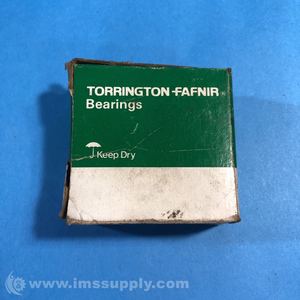 TORRINGTON-FAFNIR®
Bearings
Keep Dry
© www.imssupply.com